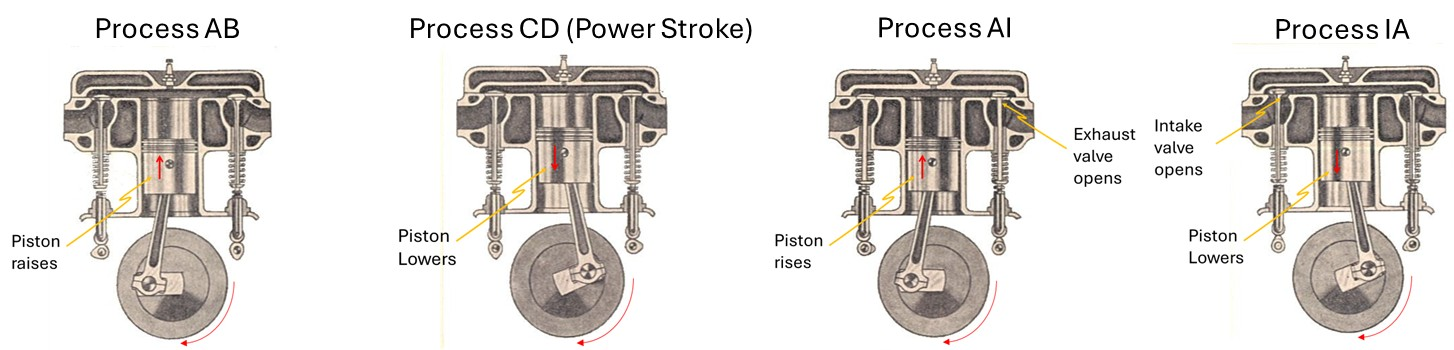 Process AB
Piston
raises
Process CD (Power Stroke)
Piston
Lowers
Process AI
Exhaust
valve
opens
Piston
rises
Process IA
Intake
valve
opens
Piston
Lowers